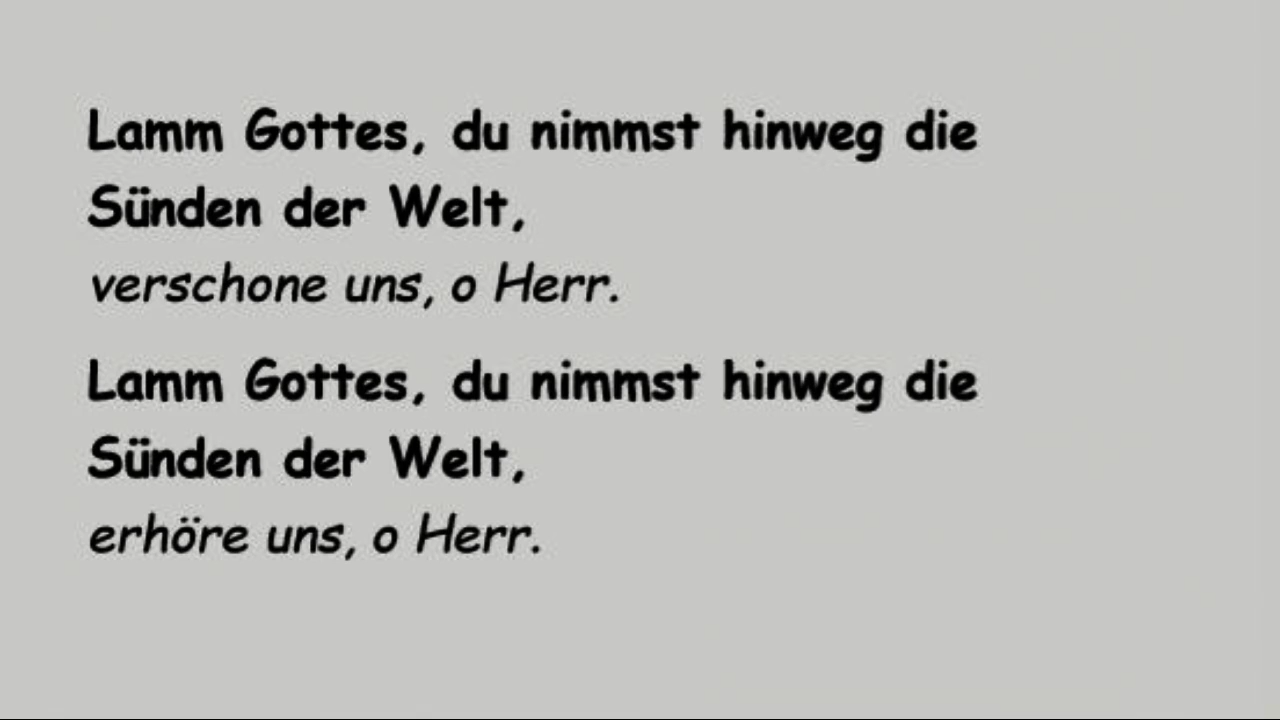 Lamm Gottes, du nimmst hinweg die
Sünden der Welt,
verschone uns, o Herr.
Lamm Gottes, du nimmst hinweg die
Sünden der Welt,
erhöre uns, o Herr.